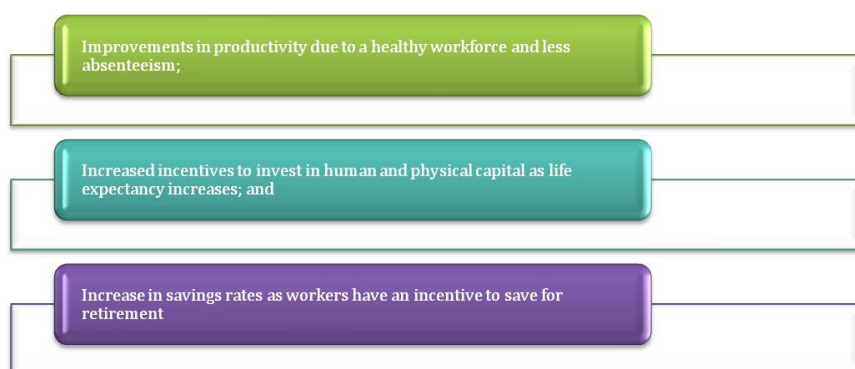 Improvements in productivity due to a healthy workforce and less
absenteeism;
Increased incentives to invest in human and physical capital as life
expectancy increases; and
Increase in savings rates as workers have an incentive to save for
retirement